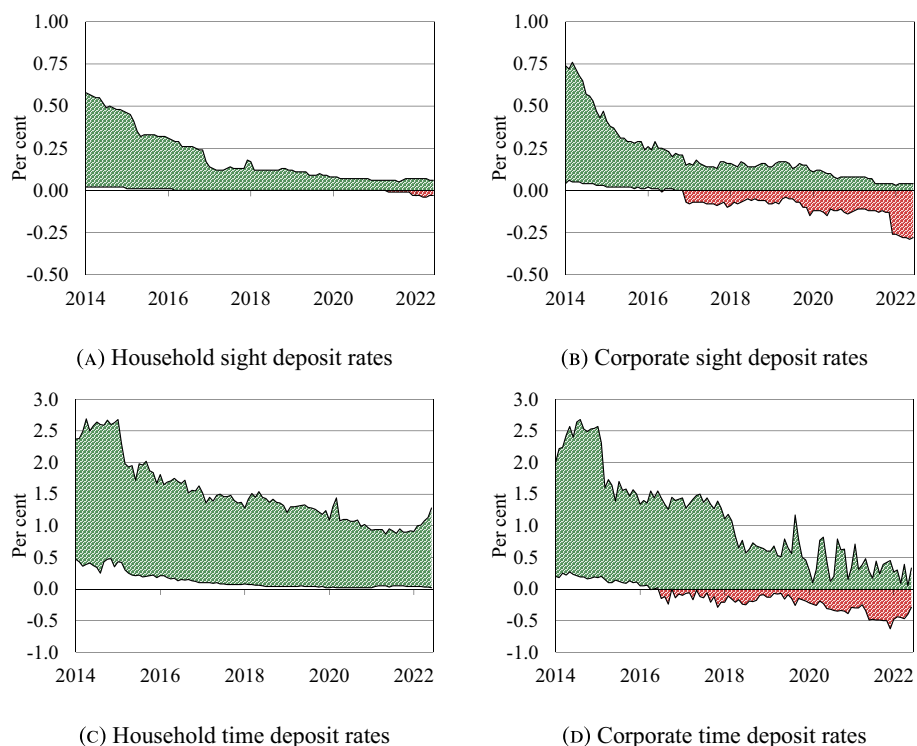 1.00
0.75
0.50
0.25
0.00
-0.25
-0.50
Per cent
2014 2016 2018 2020 2022
(A) Household sight deposit rates
1.00
0.75
0.50
0.25
0.00
-0.25
-0.50
Per cent
2014 2016 2018 2020 2022
(B) Corporate sight deposit rates
3.0
2.5
2.0
1.5
1.0
0.5
0.0
-0.5
-1.0
Per cent
2014 2016 2018 2020 2022
(C) Household time deposit rates
3.0
2.5
2.0
1.5
1.0
0.5
0.0
-0.5
-1.0
Per cent
2014 2016 2018 2020 2022
(D) Corporate time deposit rates